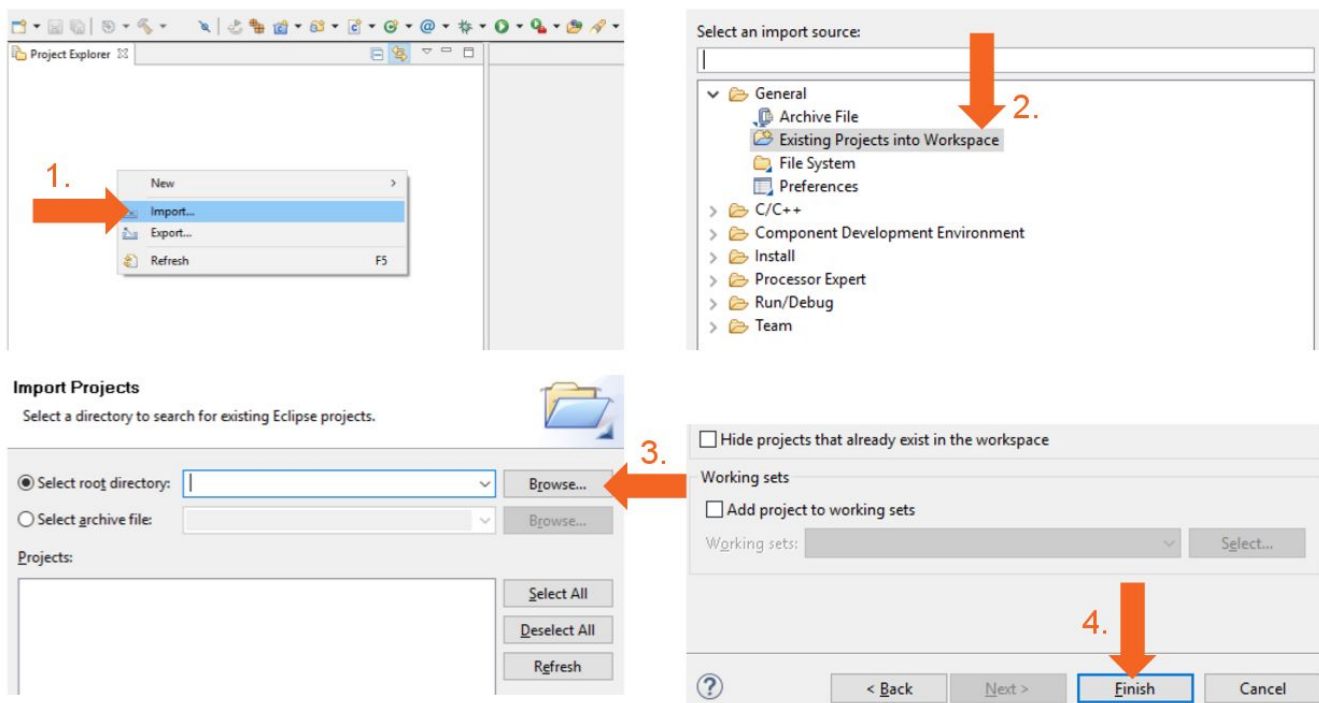 Project Explorer
1.
New
Import...
Export...
Refresh F5
Select an import source:
2.
General
Archive File
Existing Projects into Workspace
File System
Preferences
C/C++
Component Development Environment
Install
Processor Expert
Run/Debug
Team
Import Projects
Select a directory to search for existing Eclipse projects.
3.
Select root directory: Browse...
Select archive file: Browse...
Projects:
Select All
Deselect All
Refresh
Hide projects that already exist in the workspace
Working sets
Add project to working sets
Working sets: Select...
4.
? < Back Next > Finish Cancel